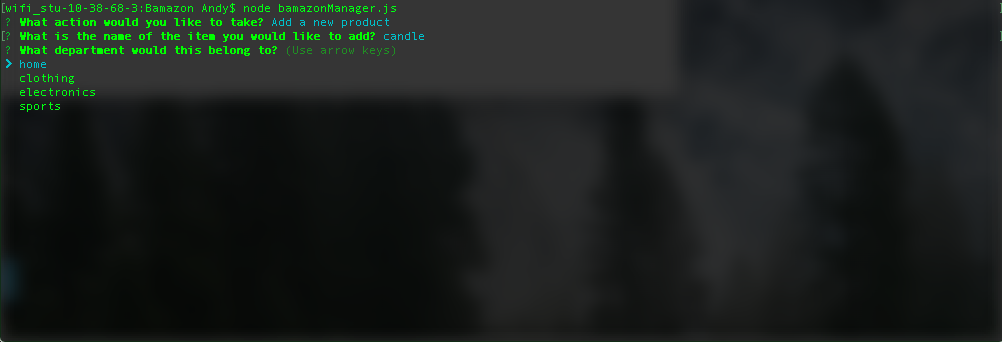 [wifi_stu-10-38-68-3:Bamazon Andy$ node bamazonManager.js ]
? What action would you like to take? Add a new product
[? What is the name of the item you would like to add? candle ]
? What department would this belong to? (Use arrow keys)
❯ home
clothing
electronics
sports